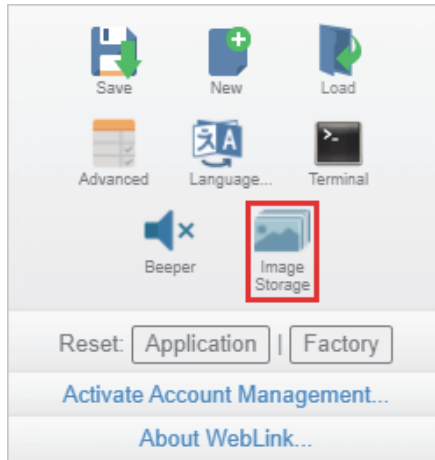 Save New Load
Advanced Language... Terminal
Beeper Image
Storage
Reset: Application | Factory
Activate Account Management...
About WebLink...